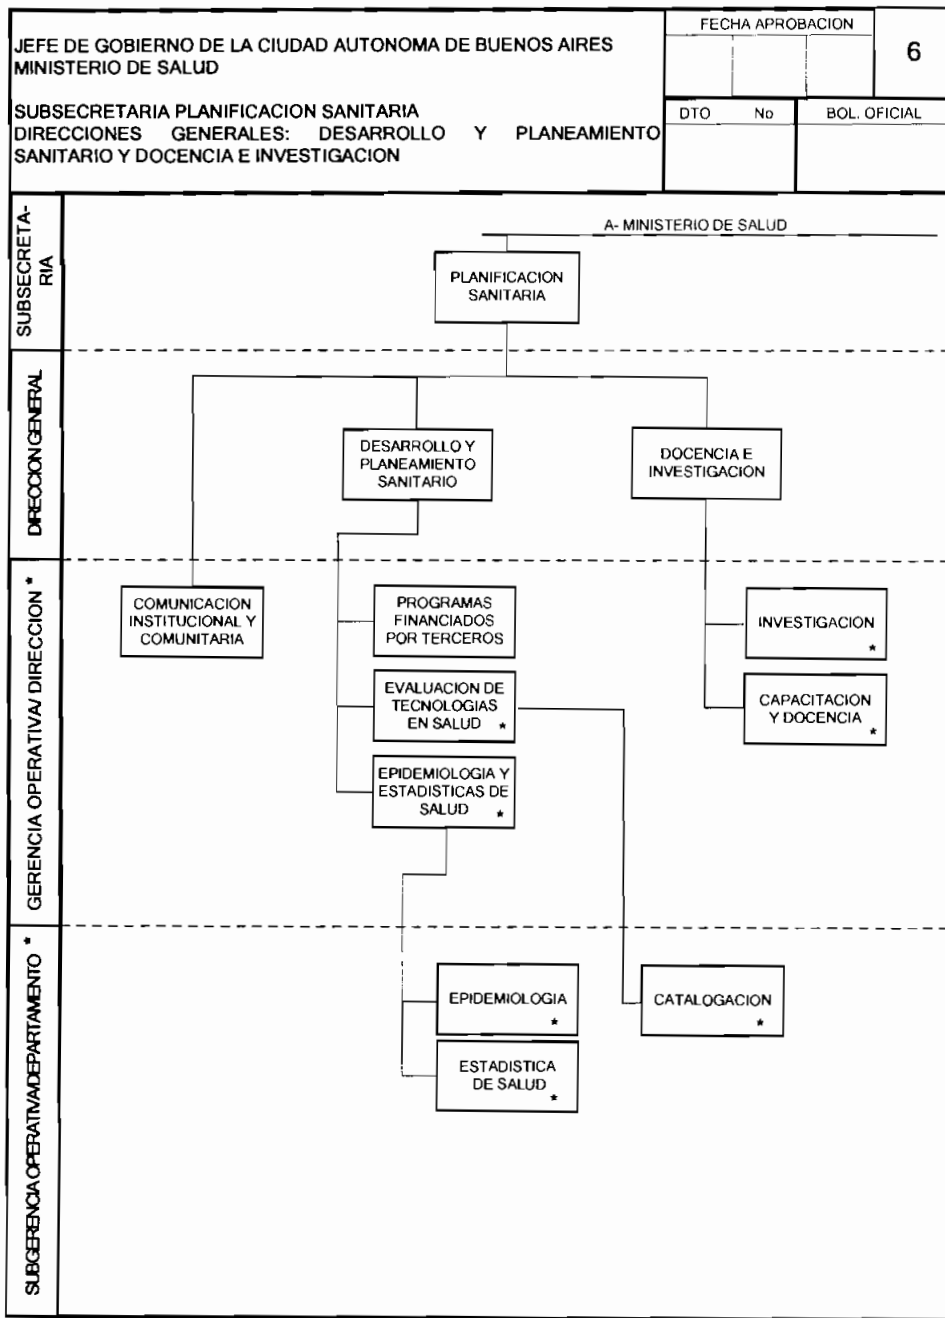 JEFE DE GOBIERNO DE LA CIUDAD AUTONOMA DE BUENOS AIRES
MINISTERIO DE SALUD
SUBSECRETARIA PLANIFICACION SANITARIA
DIRECCIONES GENERALES: DESARROLLO Y PLANEAMIENTO
SANITARIO Y DOCENCIA E INVESTIGACION
FECHA APROBACION
6
DTO No
BOL. OFICIAL
SUBSECRETA-
RIA
A- MINISTERIO DE SALUD
PLANIFICACION
SANITARIA
DIRECCION GENERAL
DESARROLLO Y
PLANEAMIENTO
SANITARIO
DOCENCIA E
INVESTIGACION
GERENCIA OPERATIVA/ DIRECCION *
COMUNICACION
INSTITUCIONAL Y
COMUNITARIA
PROGRAMAS
FINANCIADOS
POR TERCEROS
EVALUACION DE
TECNOLOGIAS
EN SALUD *
EPIDEMIOLOGIA Y
ESTADISTICAS DE
SALUD *
INVESTIGACION
*
CAPACITACION
Y DOCENCIA
*
SUBGERENCIA OPERATIVA/DEPARTAMENTO *
EPIDEMIOLOGIA
*
ESTADISTICA
DE SALUD
*
CATALOGACION
*